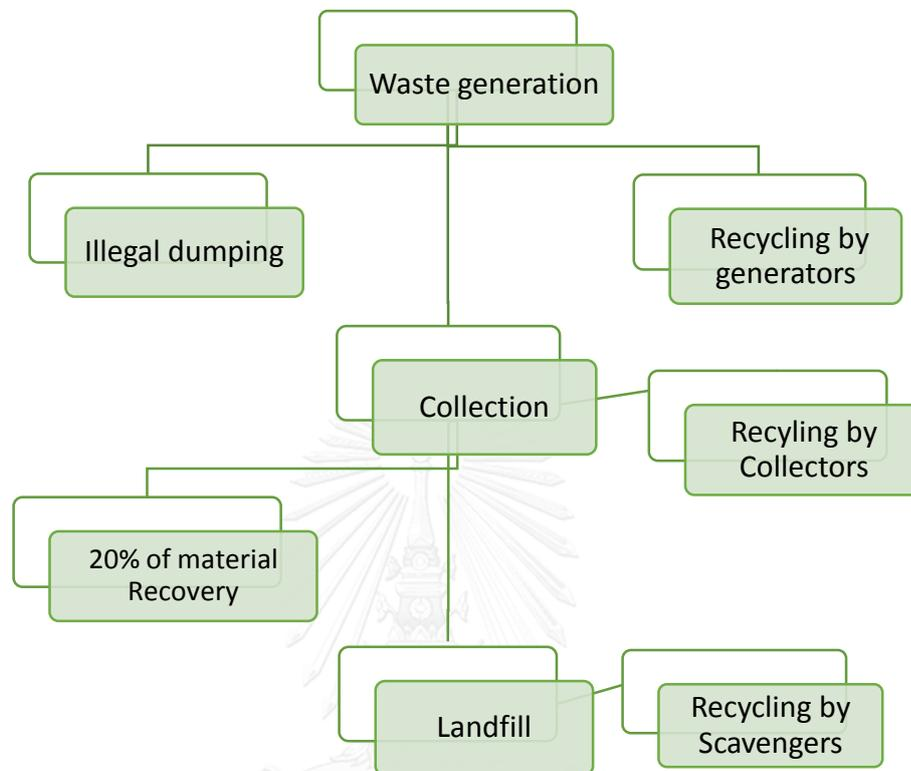 Waste generation
Illegal dumping
Recycling by
generators
Collection
Recyling by
Collectors
20% of material
Recovery
Landfill
Recycling by
Scavengers